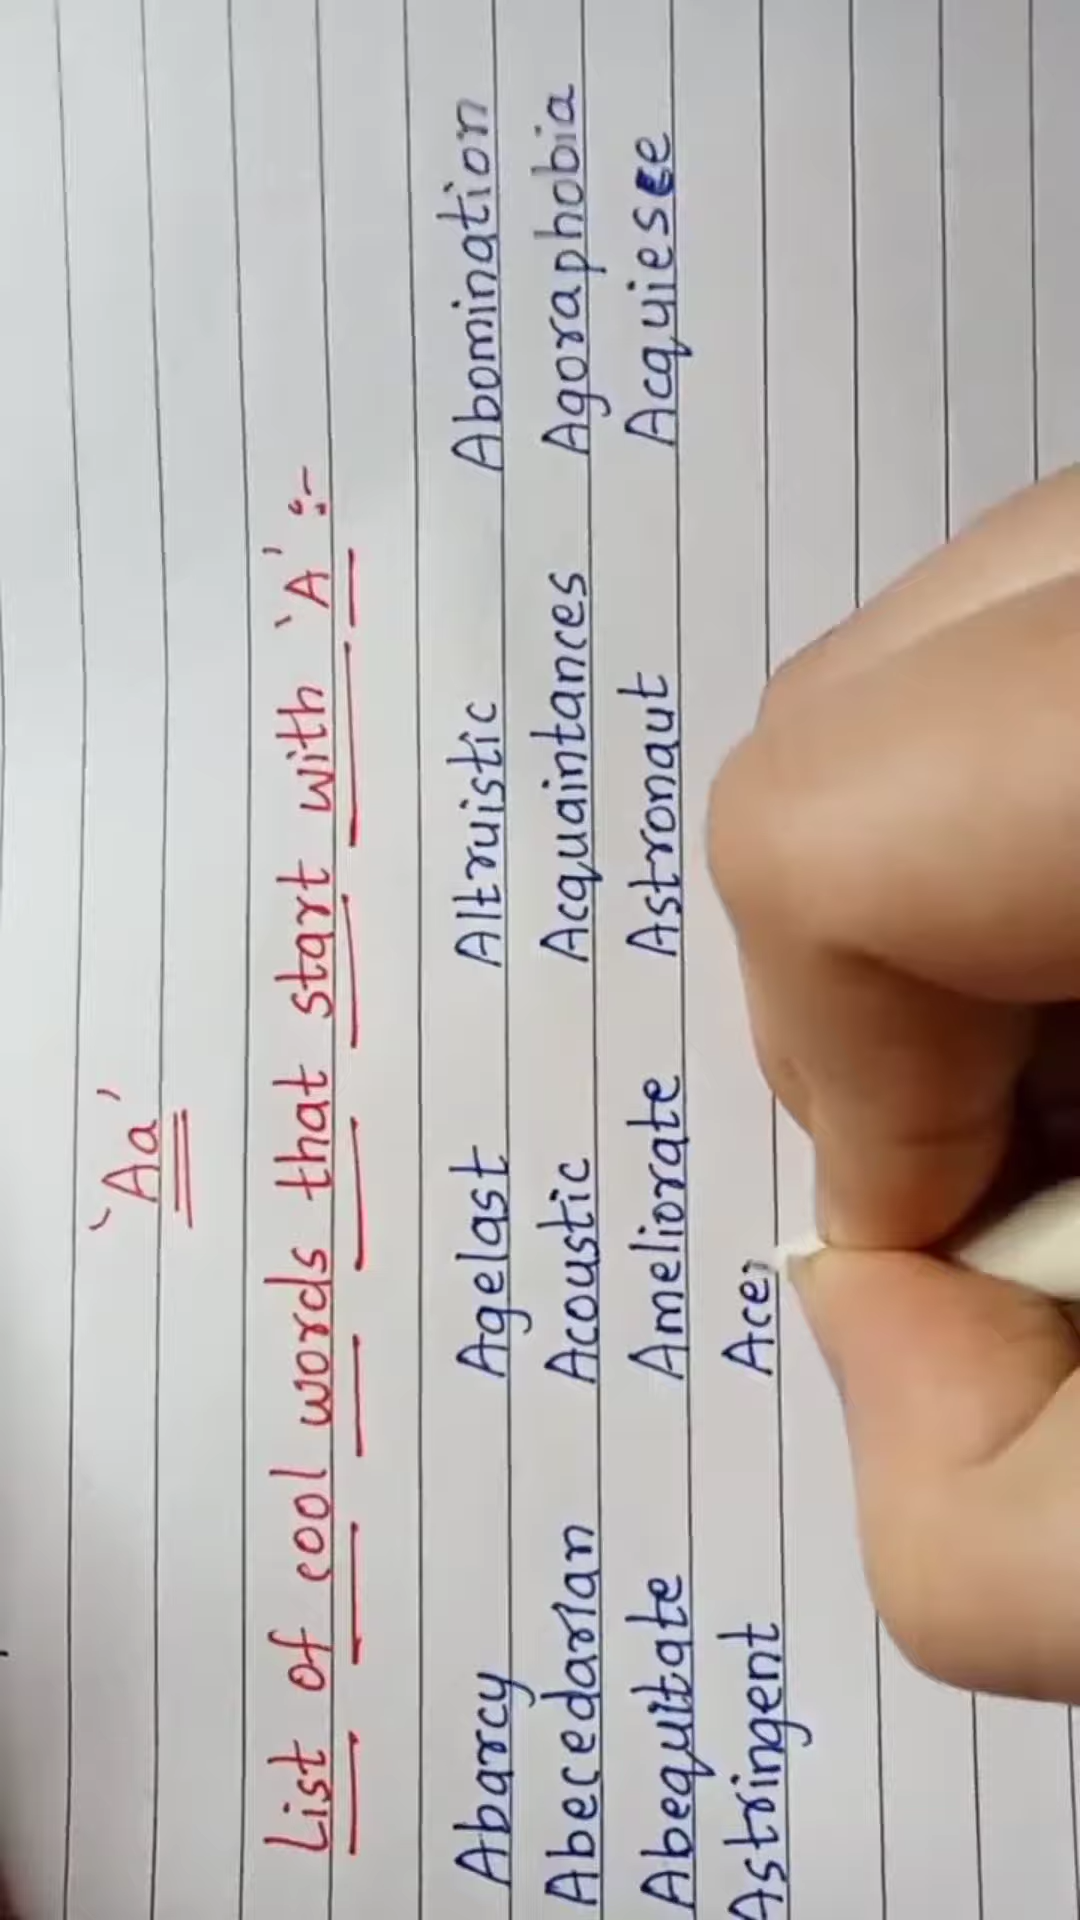 'Aa'
List of cool words that start with 'A' :-
Abarcy Agelast Altruistic Abomination
Abecedarian Acoustic Acquaintances Agoraphobia
Abequitate Ameliorate Astronaut Acquiesce
Astringent